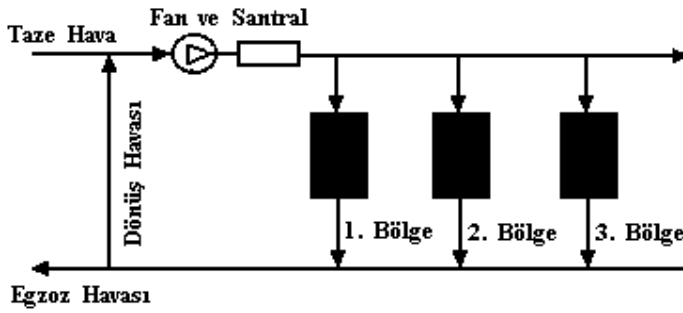 Fan ve Santral
Taze Hava
Dönüş Havası
1. Bölge
2. Bölge
3. Bölge
Egzoz Havası